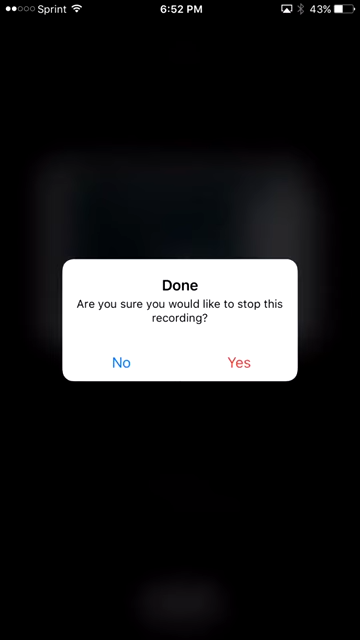 Sprint 6:52 PM 43%
Done
Are you sure you would like to stop this
recording?
No Yes